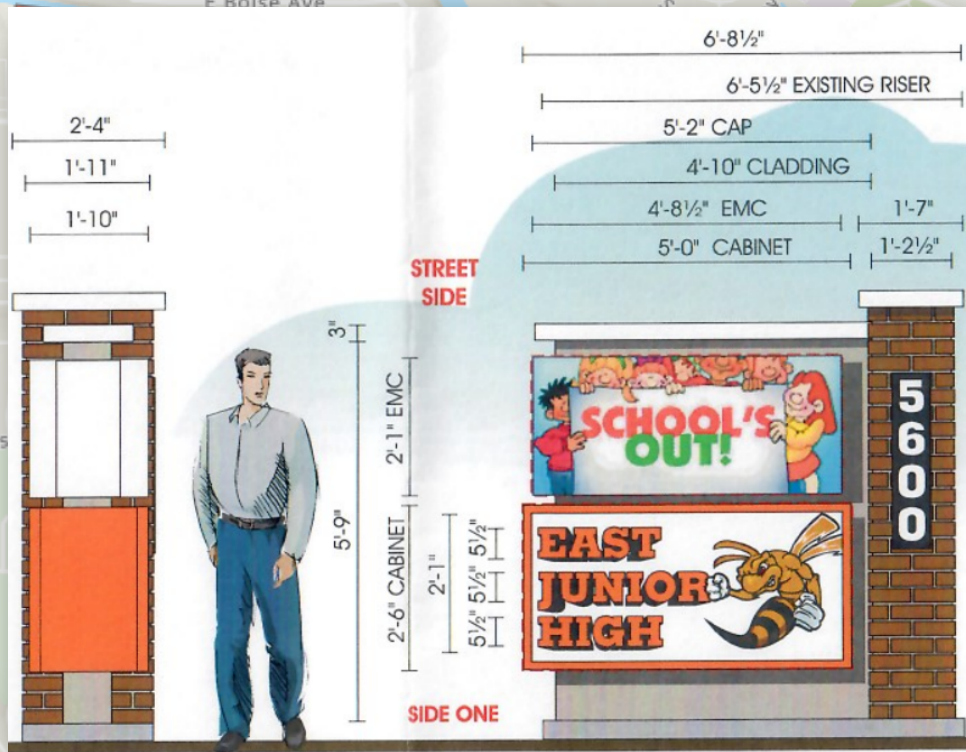 E Boise Ave
6'-8½"
6'-5½" EXISTING RISER
2'-4"
5'-2" CAP
1'-11"
4'-10" CLADDING
1'-10"
4'-8½" EMC
1'-7"
5'-0" CABINET
1'-2½"
STREET
SIDE
3"
2'-1" EMC
5'-9"
SCHOOL'S
OUT!
5
6
0
0
2'-6" CABINET
2'-1"
5½"
5½"
5½"
EAST
JUNIOR
HIGH
SIDE ONE